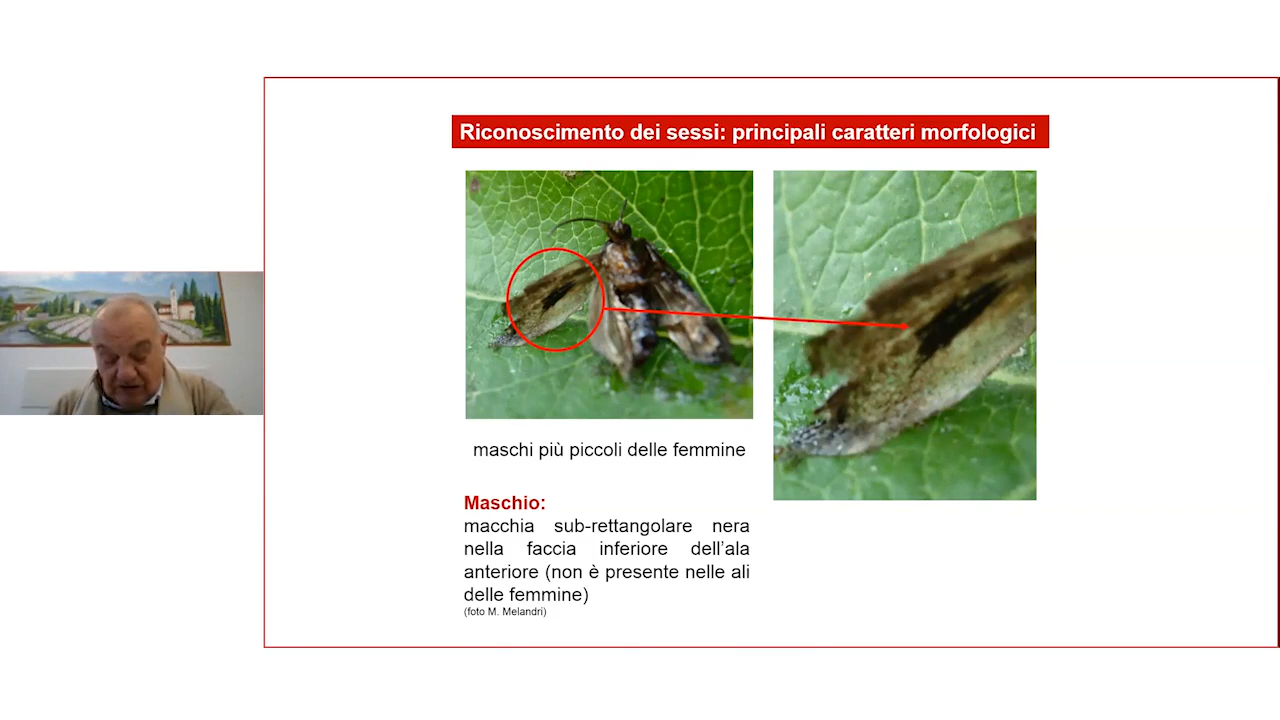 Riconoscimento dei sessi: principali caratteri morfologici
maschi più piccoli delle femmine
Maschio:
macchia sub-rettangolare nera
nella faccia inferiore dell’ala
anteriore (non è presente nelle ali
delle femmine)
(foto M. Melandri)